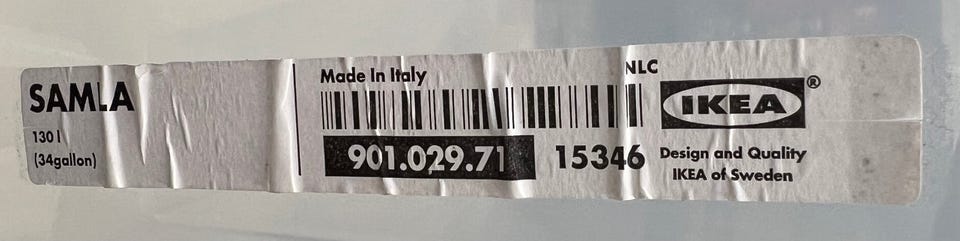 SAMLA
130 l
(34gallon)
Made In Italy
NLC
901.029.71
15346
IKEA®
Design and Quality
IKEA of Sweden